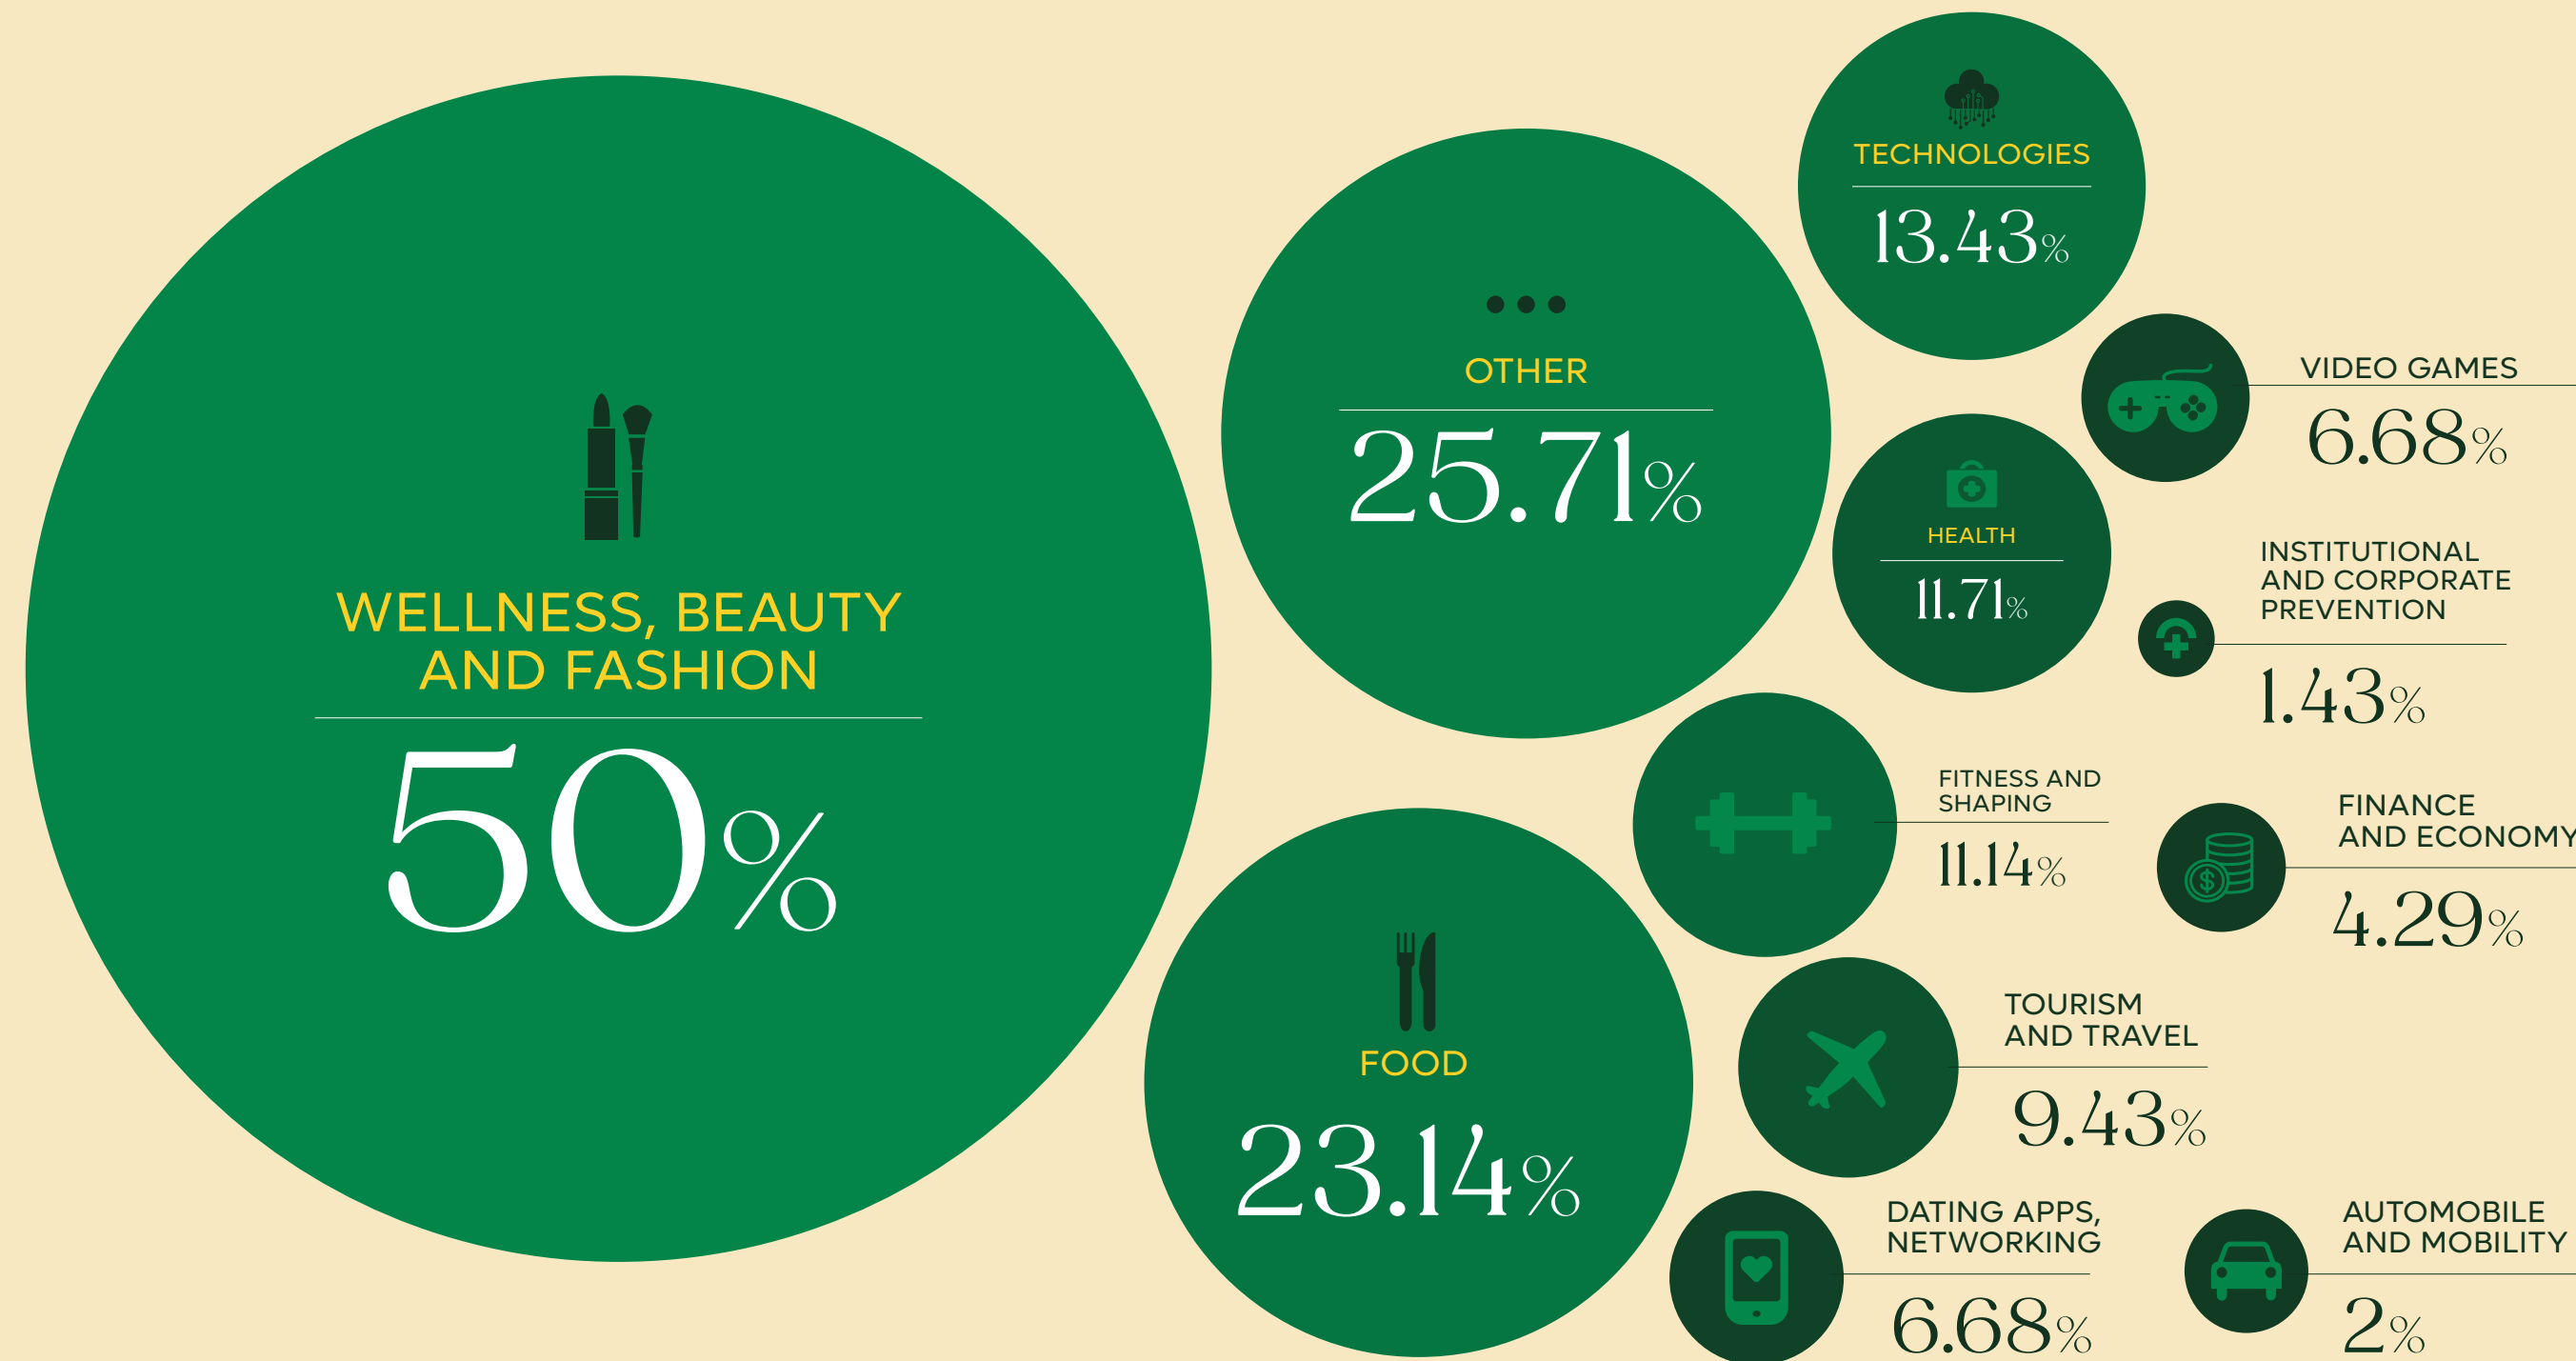 WELLNESS, BEAUTY
AND FASHION
50%
OTHER
25.71%
FOOD
23.14%
TECHNOLOGIES
13.43%
VIDEO GAMES
6.68%
HEALTH
11.71%
INSTITUTIONAL
AND CORPORATE
PREVENTION
1.43%
FITNESS AND
SHAPING
11.14%
FINANCE
AND ECONOMY
4.29%
TOURISM
AND TRAVEL
9.43%
DATING APPS,
NETWORKING
6.68%
AUTOMOBILE
AND MOBILITY
2%